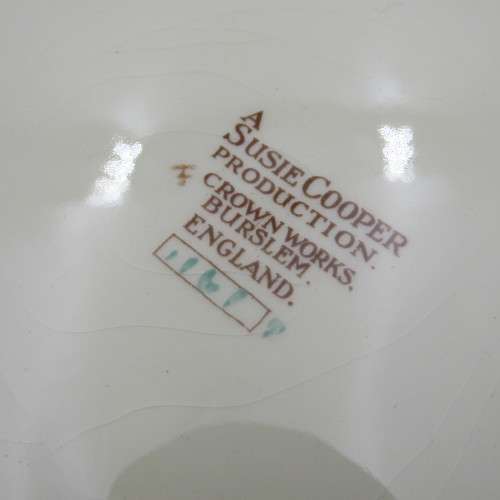 A
SUSIE COOPER
PRODUCTION.
CROWN WORKS.
BURSLEM.
ENGLAND.